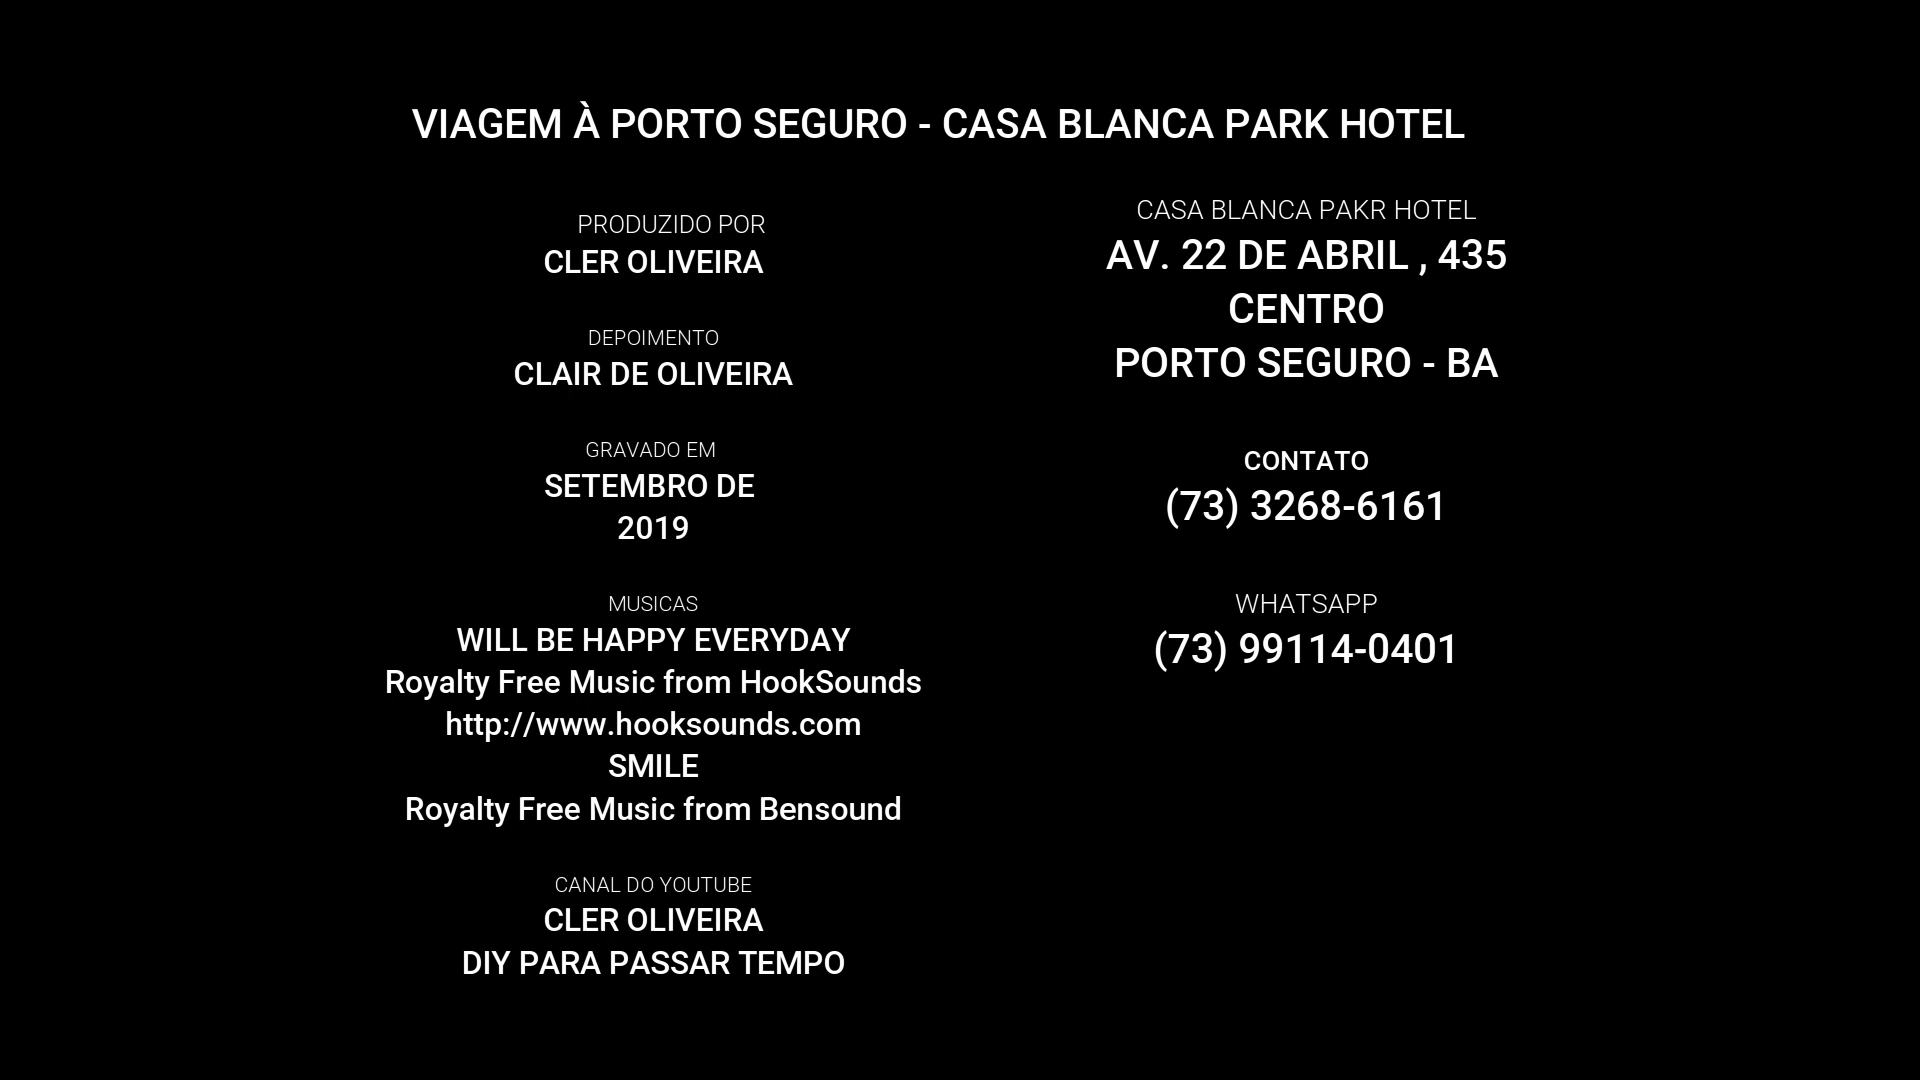 VIAGEM À PORTO SEGURO - CASA BLANCA PARK HOTEL
PRODUZIDO POR
CLER OLIVEIRA
DEPOIMENTO
CLAIR DE OLIVEIRA
GRAVADO EM
SETEMBRO DE
2019
MUSICAS
WILL BE HAPPY EVERYDAY
Royalty Free Music from HookSounds
http://www.hooksounds.com
SMILE
Royalty Free Music from Bensound
CANAL DO YOUTUBE
CLER OLIVEIRA
DIY PARA PASSAR TEMPO
CASA BLANCA PAKR HOTEL
AV. 22 DE ABRIL , 435
CENTRO
PORTO SEGURO - BA
CONTATO
(73) 3268-6161
WHATSAPP
(73) 99114-0401